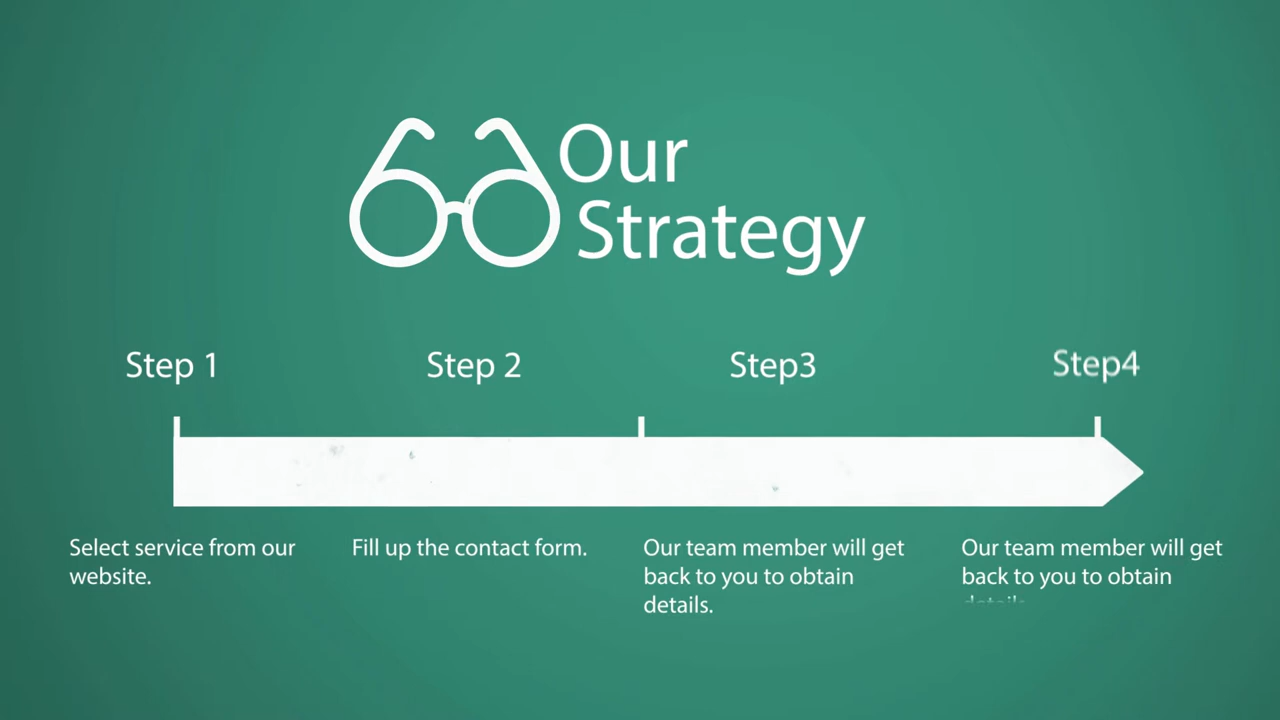 Our
Strategy
Step 1
Step 2
Step3
Step4
Select service from our
website.
Fill up the contact form.
Our team member will get
back to you to obtain
details.
Our team member will get
back to you to obtain